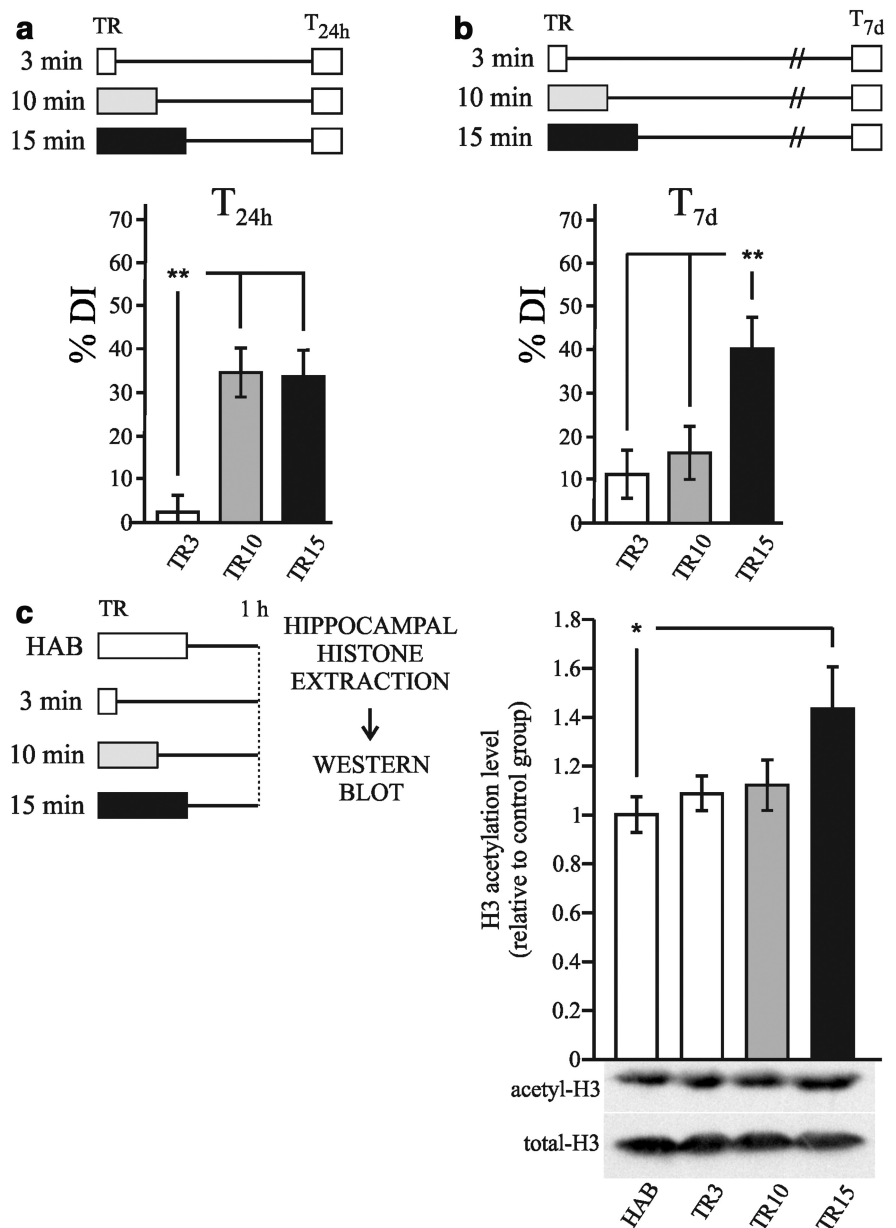 a
TR T24h
3 min
10 min
15 min
T24h
70
60
50
40
30
20
10
0
% DI
**
TR3 TR10 TR15
b
TR T7d
3 min
10 min
15 min
T7d
70
60
50
40
30
20
10
0
% DI
**
TR3 TR10 TR15
c
TR 1 h
HAB
3 min
10 min
15 min
HIPPOCAMPAL
HISTONE
EXTRACTION
WESTERN
BLOT
H3 acetylation level
(relative to control group)
1.8
1.6
1.4
1.2
1
0.8
0.6
0.4
0.2
0
*
acetyl-H3
total-H3
HAB TR3 TR10 TR15